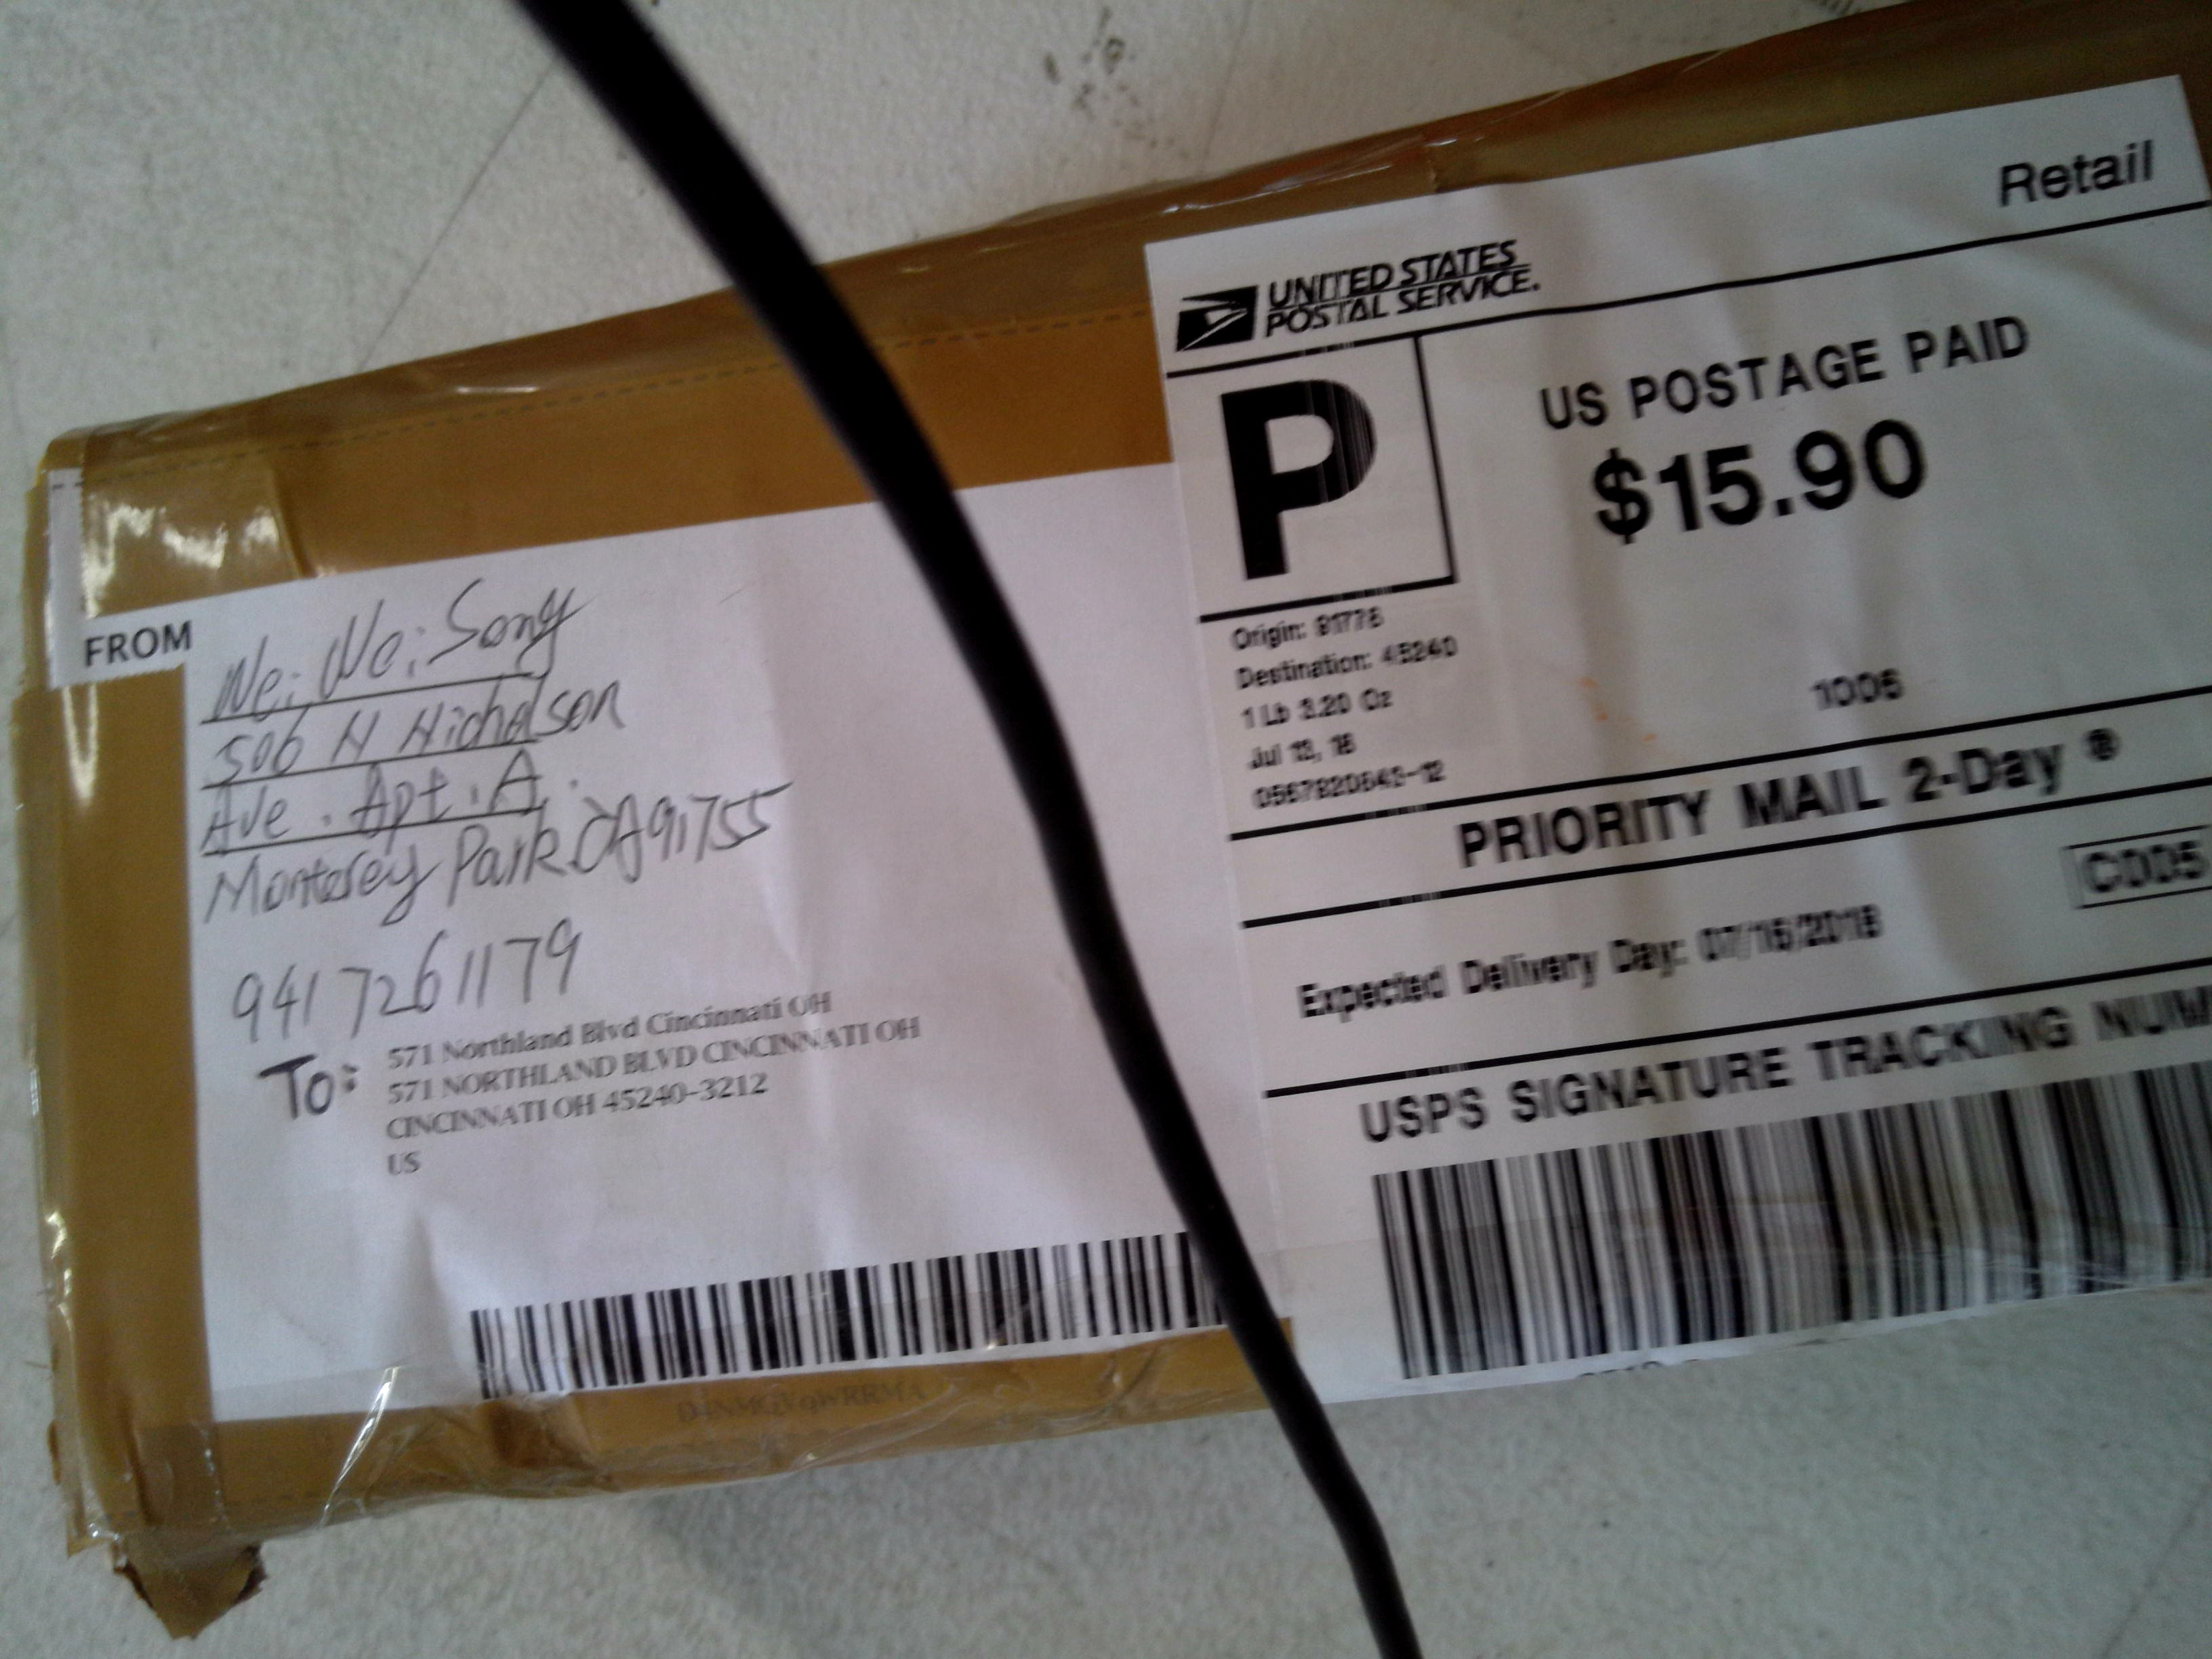 FROM
Wei Wei Song
506 N Nicholson
Ave. Apt. A.
Monterey Park CA 91755
9417261179
To:
571 Northland Blvd Cincinnati OH
571 NORTHLAND BLVD CINCINNATI OH
CINCINNATI OH 45240-3212
US
Retail
UNITED STATES
POSTAL SERVICE.
P
US POSTAGE PAID
$15.90
Origin: 91778
Destination: 45240
1 Lb 3.20 Oz
Jul 13, 18
1006
PRIORITY MAIL 2-Day ®
C005
Expected Delivery Day: 07/16/2018
USPS SIGNATURE TRACKING NUM